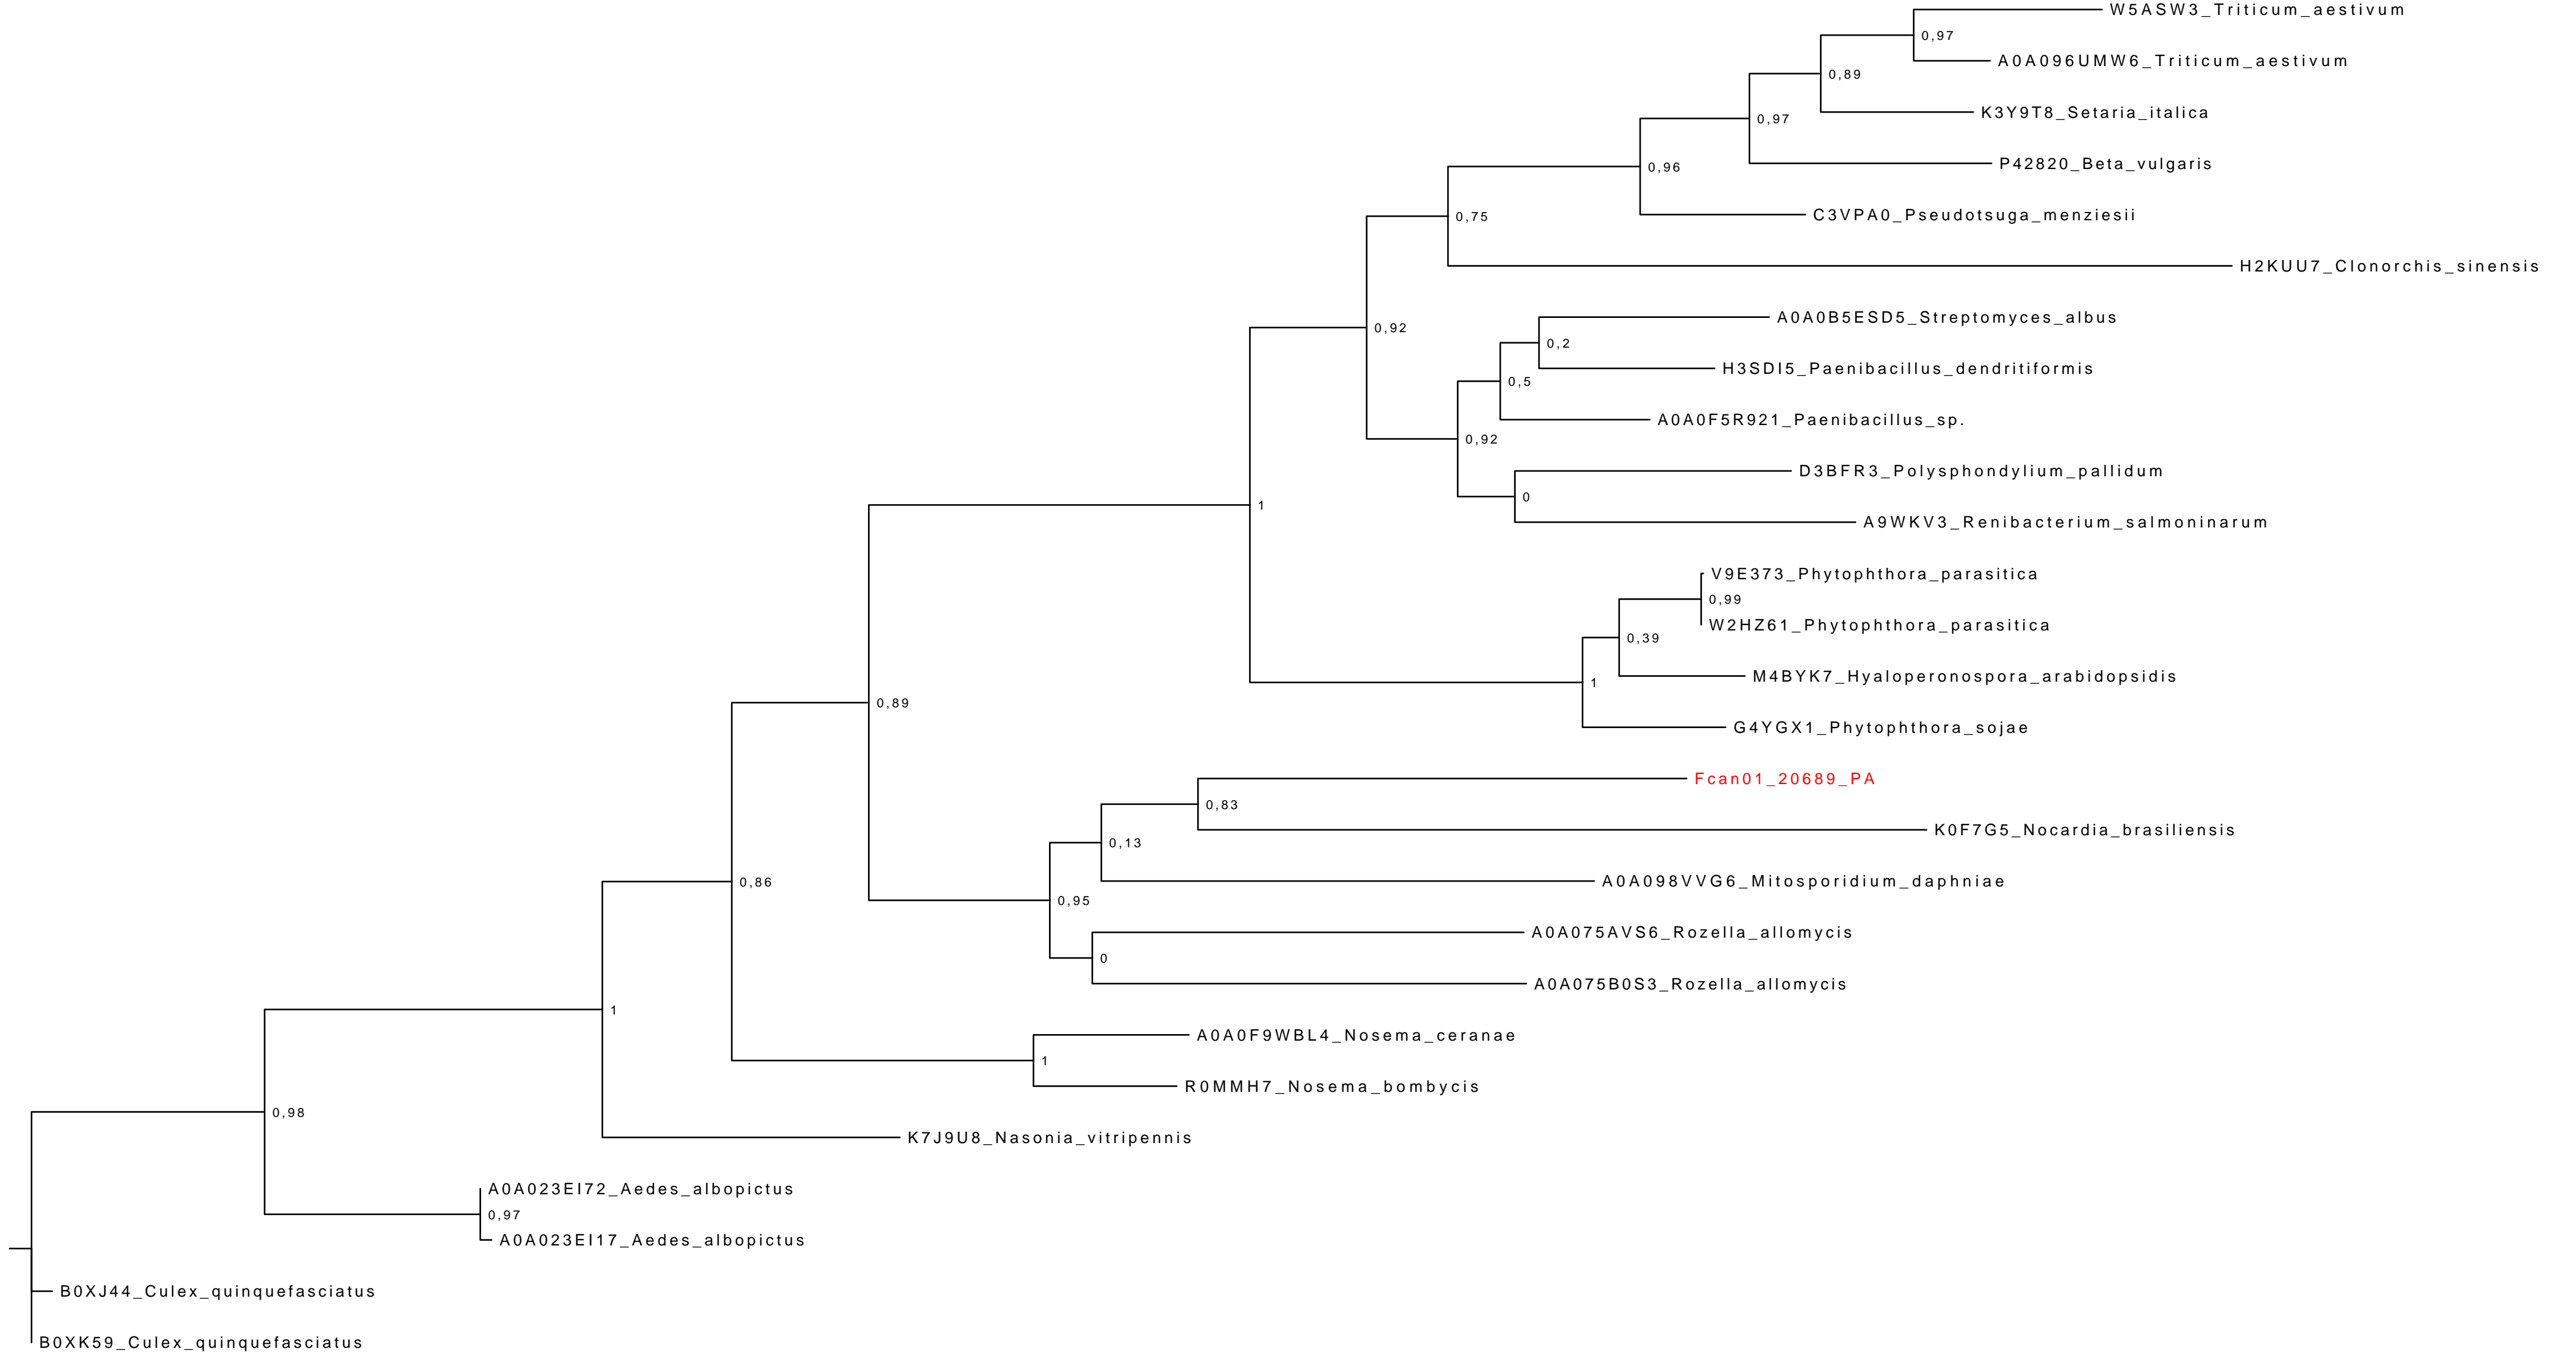 W5ASW3_Triticum_aestivum
0,97
A0A096UMW6_Triticum_aestivum
0,89
K3Y9T8_Setaria_italica
0,97
P42820_Beta_vulgaris
0,96
C3VPA0_Pseudotsuga_menziesii
0,75
H2KUU7_Clonorchis_sinensis
A0A0B5ESD5_Streptomyces_albus
0,92
0,2
H3SDI5_Paenibacillus_dendritiformis
0,5
A0A0F5R921_Paenibacillus_sp.
0,92
D3BFR3_Polysphondylium_pallidum
0
1
A9WKV3_Renibacterium_salmoninarum
V9E373_Phytophthora_parasitica
0,99
W2HZ61_Phytophthora_parasitica
0,39
M4BYK7_Hyaloperonospora_arabidopsidis
1
0,89
G4YGX1_Phytophthora_sojae
Fcan01_20689_PA
0,83
K0F7G5_Nocardia_brasiliensis
0,13
0,86
A0A098VVG6_Mitosporidium_daphniae
0,95
A0A075AVS6_Rozella_allomycis
0
A0A075B0S3_Rozella_allomycis
1
A0A0F9WBL4_Nosema_ceranae
1
R0MMH7_Nosema_bombycis
0,98
K7J9U8_Nasonia_vitripennis
A0A023EI72_Aedes_albopictus
0,97
A0A023EI17_Aedes_albopictus
B0XJ44_Culex_quinquefasciatus
B0XK59_Culex_quinquefasciatus